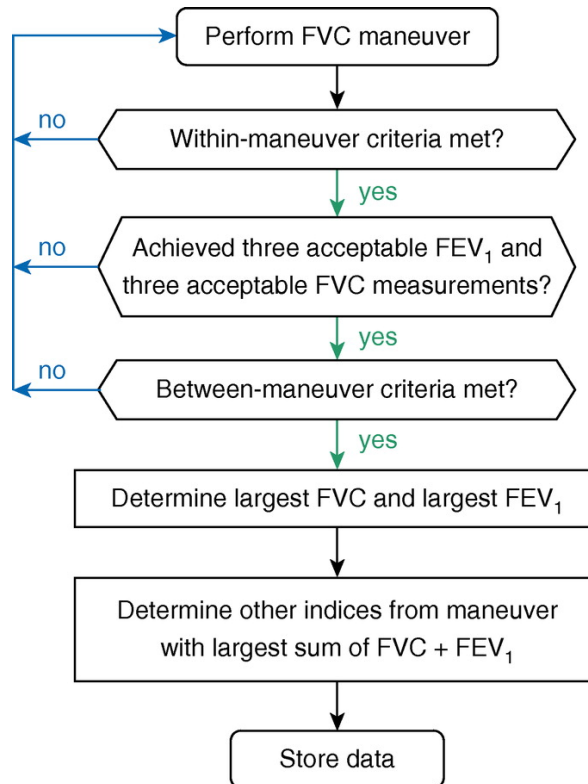 Perform FVC maneuver
no
Within-maneuver criteria met?
yes
no
Achieved three acceptable FEV₁ and
three acceptable FVC measurements?
yes
no
Between-maneuver criteria met?
yes
Determine largest FVC and largest FEV₁
Determine other indices from maneuver
with largest sum of FVC + FEV₁
Store data